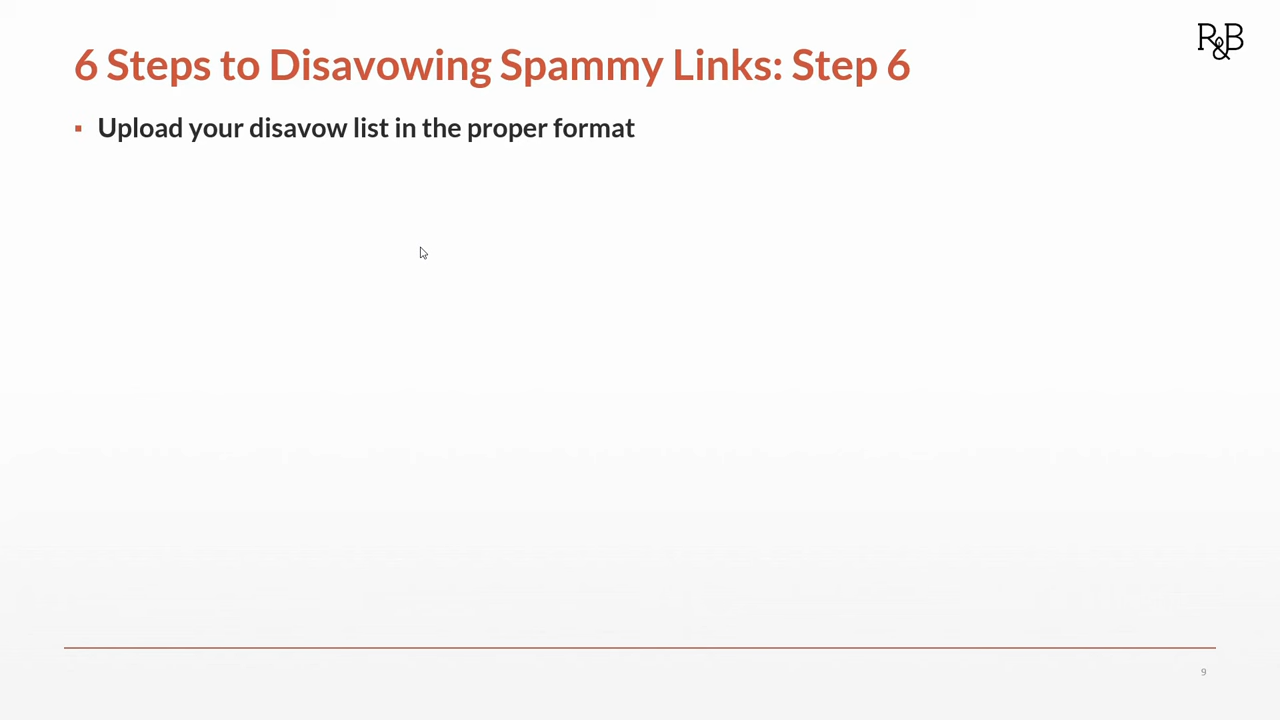 R&B
6 Steps to Disavowing Spammy Links: Step 6
Upload your disavow list in the proper format
9